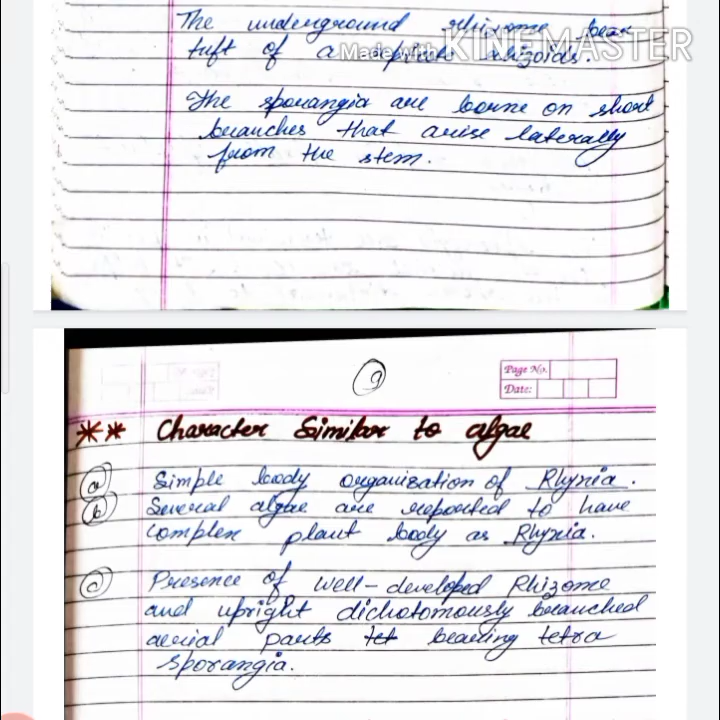 The underground rhizome bear
tuft of a septate rhizoids.
Made with KINEMASTER
The sporangia are borne on short
branches that arise laterally
from the stem.
9
Page No.
Date:
** Character Similar to algae
(a) Simple body organisation of Rhynia.
(b) Several algae are reported to have
complex plant body as Rhynia.
(c) Presence of well-developed Rhizome
and upright dichotomously branched
aerial parts bearing tetra
sporangia.